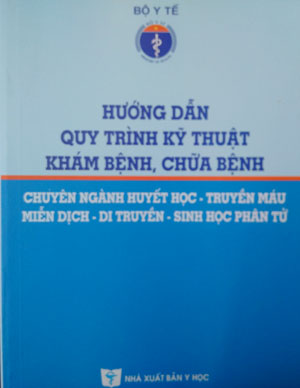 BỘ Y TẾ
HƯỚNG DẪN
QUY TRÌNH KỸ THUẬT
KHÁM BỆNH, CHỮA BỆNH
CHUYÊN NGÀNH HUYẾT HỌC - TRUYỀN MÁU
MIỄN DỊCH - DI TRUYỀN - SINH HỌC PHÂN TỬ
NHÀ XUẤT BẢN Y HỌC